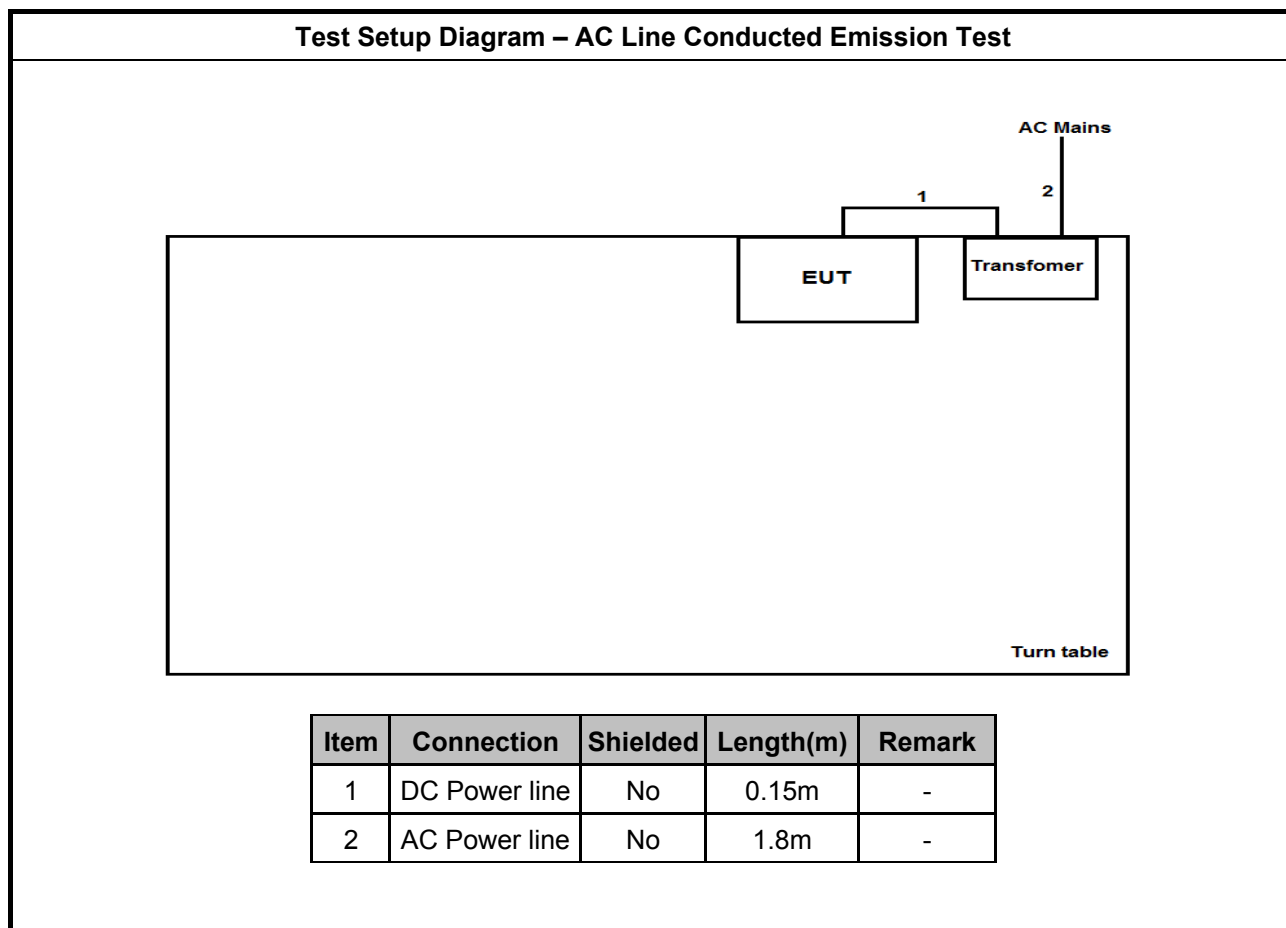 Test Setup Diagram – AC Line Conducted Emission Test
AC Mains
1
2
EUT
Transfomer
Turn table
Item Connection Shielded Length(m) Remark
1 DC Power line No 0.15m -
2 AC Power line No 1.8m -